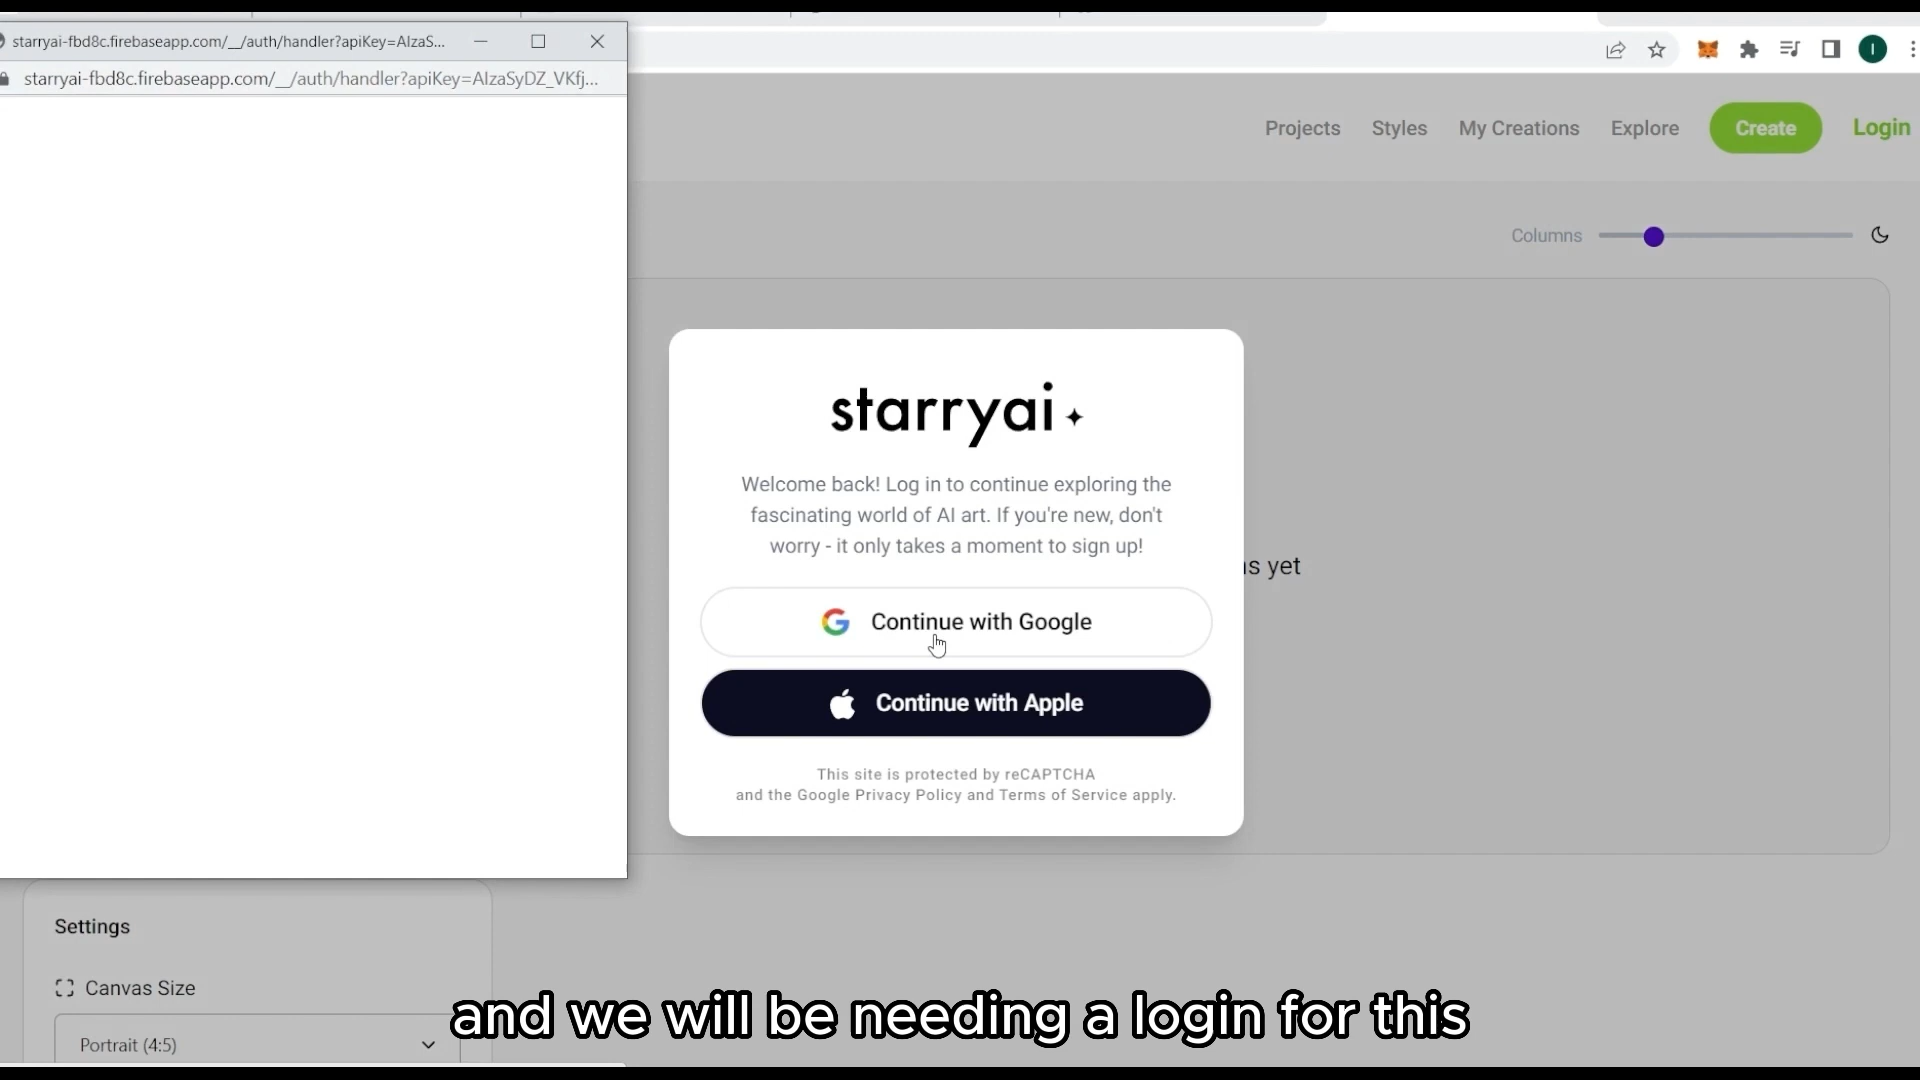 starryai-fbd8c.firebaseapp.com/__/auth/handler?apiKey=AIzaS...
starryai-fbd8c.firebaseapp.com/__/auth/handler?apiKey=AIzaSyDZ_VKfj...
Projects
Styles
My Creations
Explore
Create
Login
Columns
starryai
Welcome back! Log in to continue exploring the
fascinating world of AI art. If you're new, don't
worry - it only takes a moment to sign up!
yet
Continue with Google
Continue with Apple
This site is protected by reCAPTCHA
and the Google Privacy Policy and Terms of Service apply.
Settings
Canvas Size
Portrait (4:5)
and we will be needing a login for this